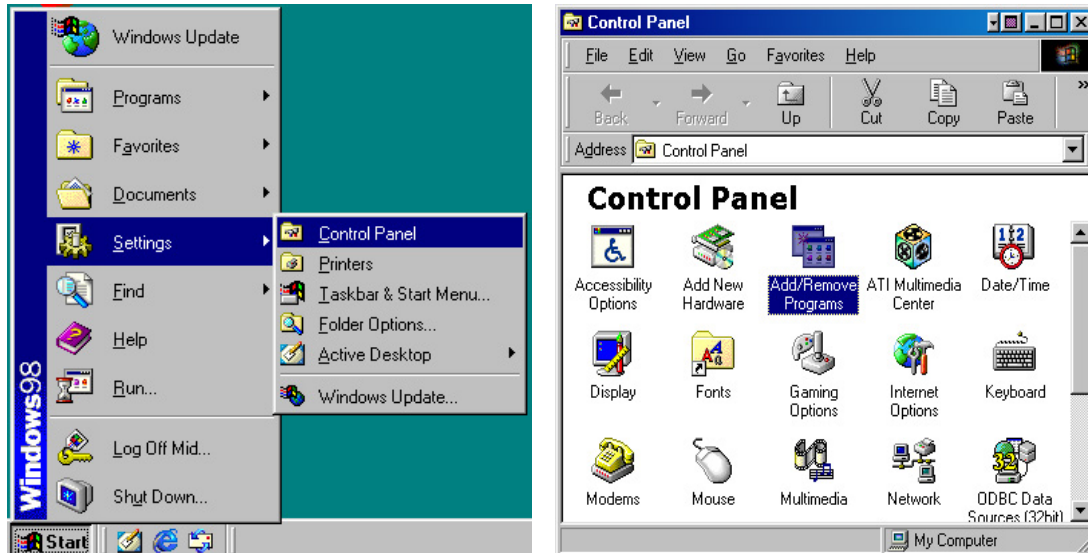 Windows Update
Programs
Favorites
Documents
Settings
Find
Help
Run...
Log Off Mid...
Shut Down...
Windows98
Start
Control Panel
Printers
Taskbar & Start Menu...
Folder Options...
Active Desktop
Windows Update...
Control Panel
File Edit View Go Favorites Help
Back Forward Up Cut Copy Paste
Address Control Panel
Control Panel
Accessibility
Options
Add New
Hardware
Add/Remove
Programs
ATI Multimedia
Center
Date/Time
Display
Fonts
Gaming
Options
Internet
Options
Keyboard
Modems
Mouse
Multimedia
Network
ODBC Data
Sources (32bit)
My Computer